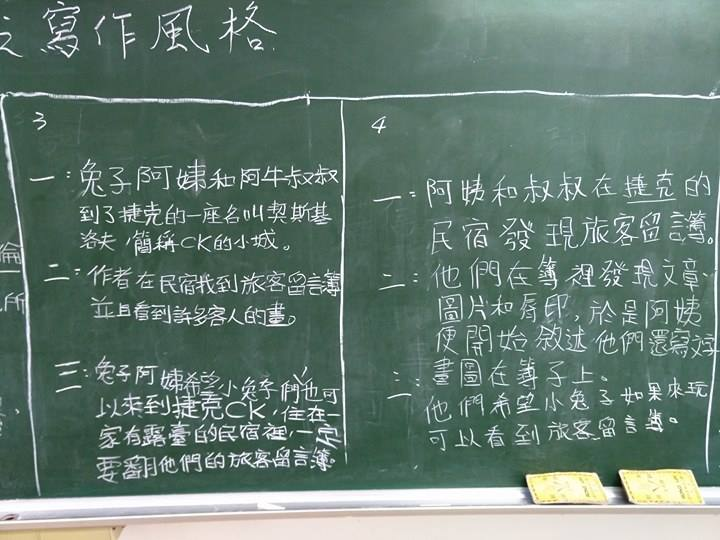 寫作風格
3
一：兔子阿姨和阿牛叔叔
到了捷克的一座名叫契斯基
洛夫，簡稱CK的小城。
二：作者在民宿找到旅客留言簿
並且看到許多客人的畫。
三：兔子阿姨希望小兔子們也可
以來到捷克CK，住在一
家有露臺的民宿裡，一定
要翻他們的旅客留言簿。
4
一：阿姨和叔叔在捷克的
民宿發現旅客留言簿。
二：他們在簿裡發現文章、
圖片和唇印，於是阿姨
便開始敘述他們還寫文字
畫圖在簿子上。
三：他們希望小兔子如果來玩
可以看到旅客留言簿。
論
所